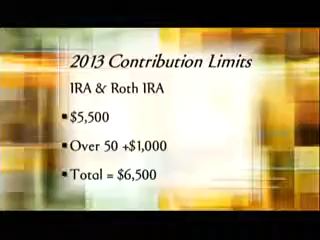 2013 Contribution Limits
IRA & Roth IRA
▪ $5,500
▪ Over 50 +$1,000
▪ Total = $6,500